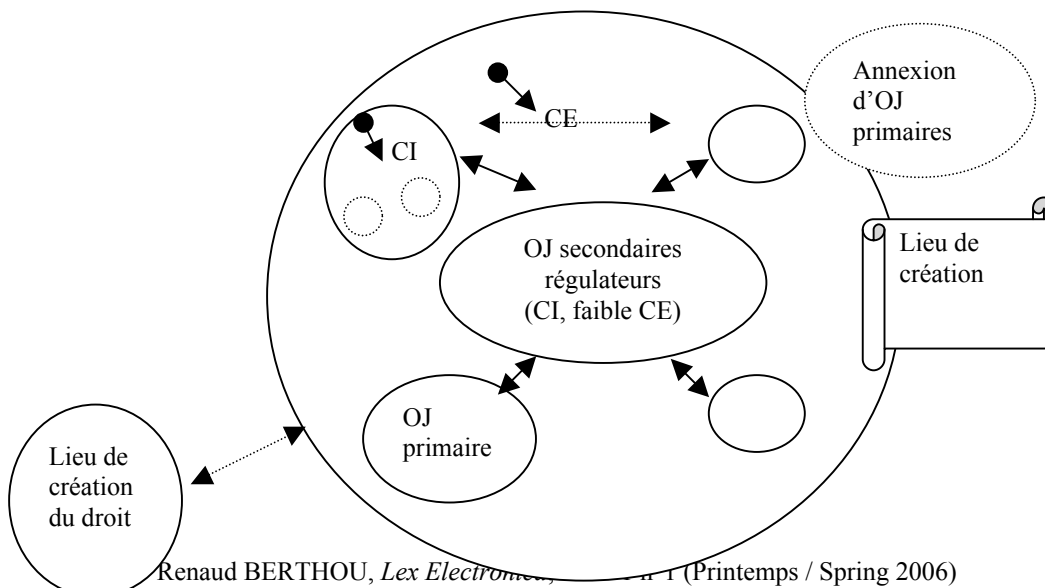 Annexion
d’OJ
primaires
CE
CI
Lieu de
création
OJ secondaires
régulateurs
(CI, faible CE)
OJ
primaire
Lieu de
création
du droit
Renaud BERTHOU, Lex Electronica, 1 (Printemps / Spring 2006)